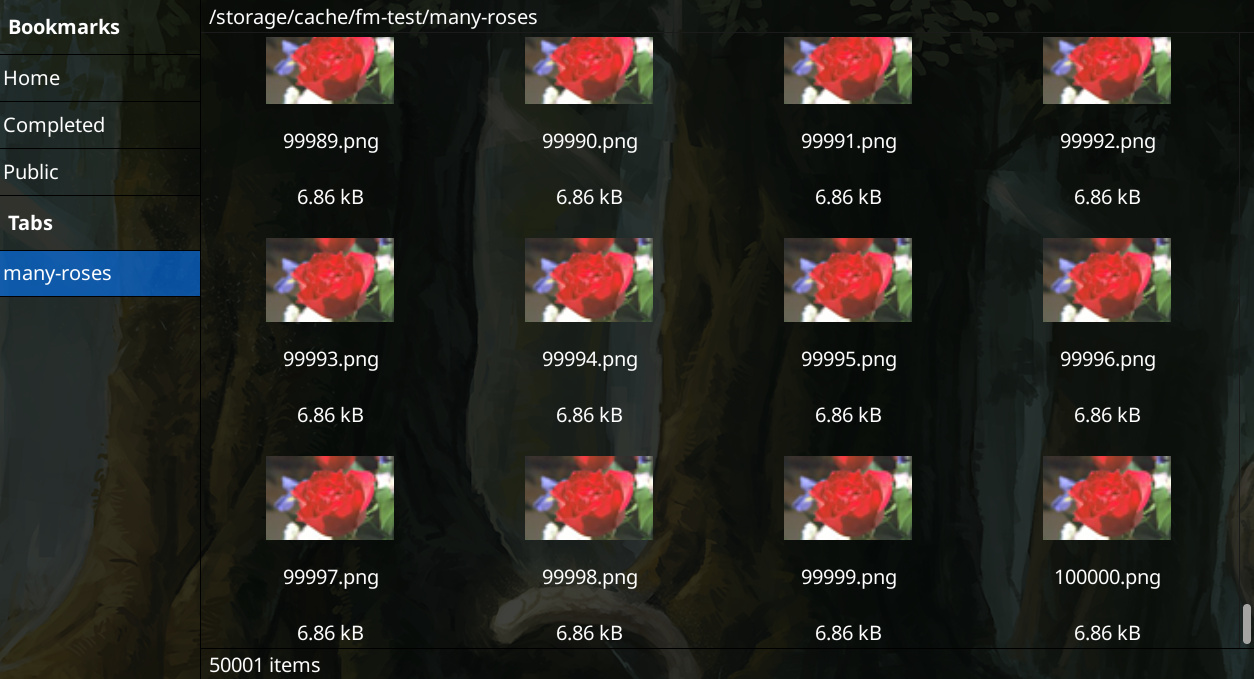 Bookmarks
Home
Completed
Public
Tabs
many-roses
/storage/cache/fm-test/many-roses
99989.png 99990.png 99991.png 99992.png
6.86 kB 6.86 kB 6.86 kB 6.86 kB
99993.png 99994.png 99995.png 99996.png
6.86 kB 6.86 kB 6.86 kB 6.86 kB
99997.png 99998.png 99999.png 100000.png
6.86 kB 6.86 kB 6.86 kB 6.86 kB
50001 items